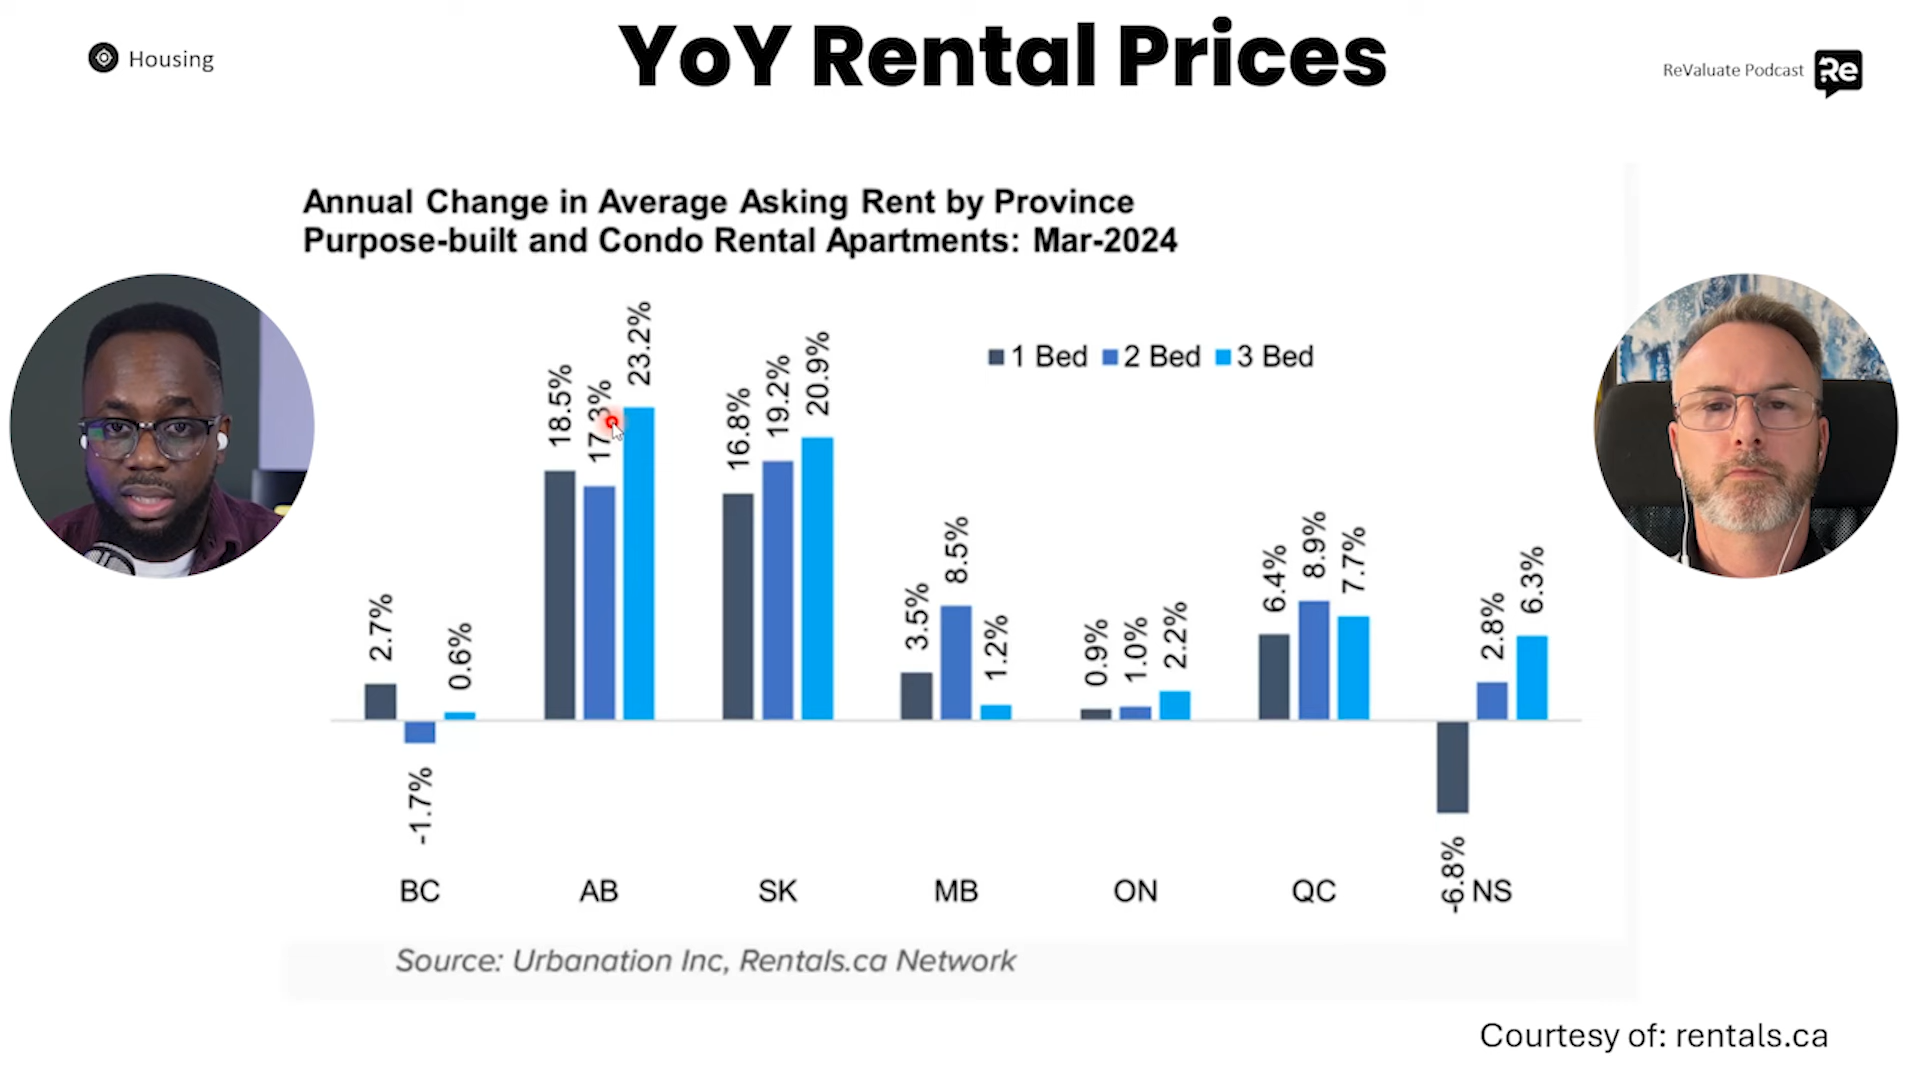 Housing
YoY Rental Prices
ReValuate Podcast
Re
Annual Change in Average Asking Rent by Province
Purpose-built and Condo Rental Apartments: Mar-2024
1 Bed 2 Bed 3 Bed
2.7% -1.7% 0.6%
18.5% 17.3% 23.2%
16.8% 19.2% 20.9%
3.5% 8.5% 1.2%
0.9% 1.0% 2.2%
6.4% 8.9% 7.7%
-6.8% 2.8% 6.3%
BC AB SK MB ON QC NS
Source: Urbanation Inc, Rentals.ca Network
Courtesy of: rentals.ca